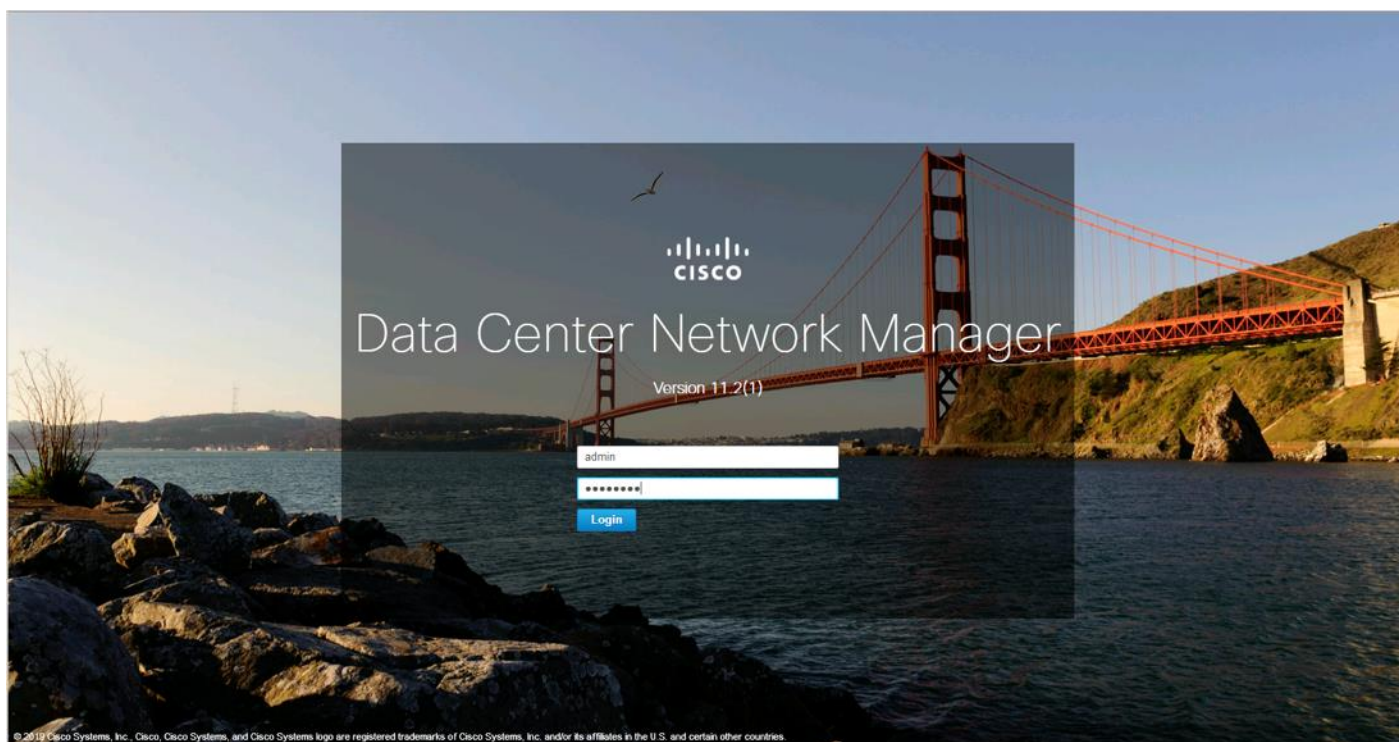 CISCO
Data Center Network Manager
Version 11.2(1)
admin
••••••••
Login
© 2019 Cisco Systems, Inc., Cisco, Cisco Systems, and Cisco Systems logo are registered trademarks of Cisco Systems, Inc. and/or its affiliates in the U.S. and certain other countries.